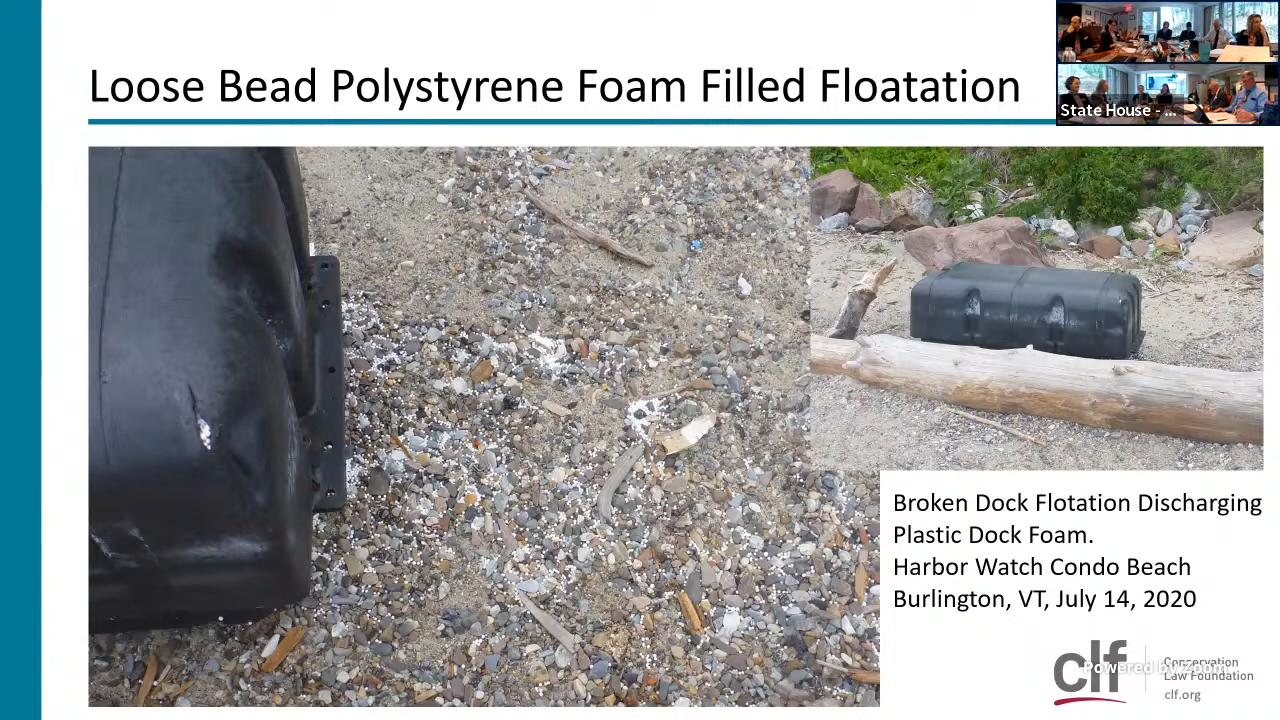 Loose Bead Polystyrene Foam Filled Floatation
State House - ...
Broken Dock Flotation Discharging
Plastic Dock Foam.
Harbor Watch Condo Beach
Burlington, VT, July 14, 2020
clf
Conservation
Law Foundation
clf.org
Powered by Zoom